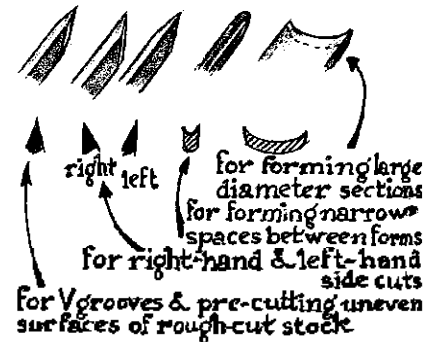 right left
for forming large
diameter sections
for forming narrow
spaces between forms
for right-hand & left-hand
side cuts
for V grooves & pre-cutting uneven
surfaces of rough-cut stock